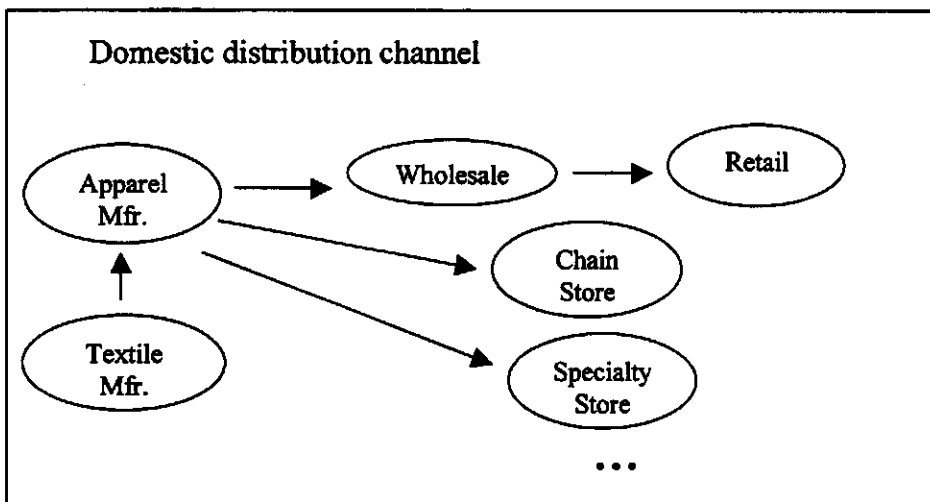 Domestic distribution channel
Apparel
Mfr.
Wholesale
Retail
Chain
Store
Textile
Mfr.
Specialty
Store
...